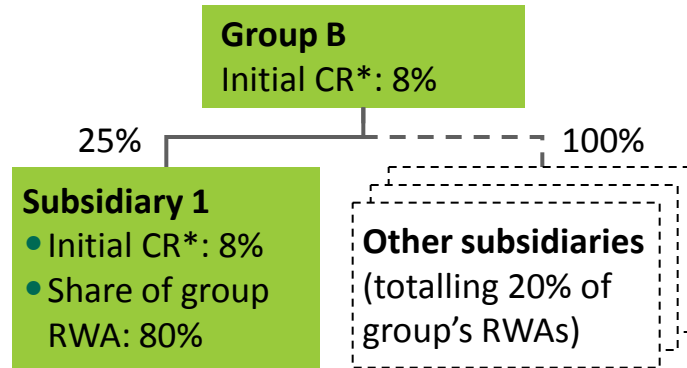 Group B
Initial CR*: 8%
25%
100%
Subsidiary 1
• Initial CR*: 8%
• Share of group
RWA: 80%
Other subsidiaries
(totalling 20% of
group's RWAs)